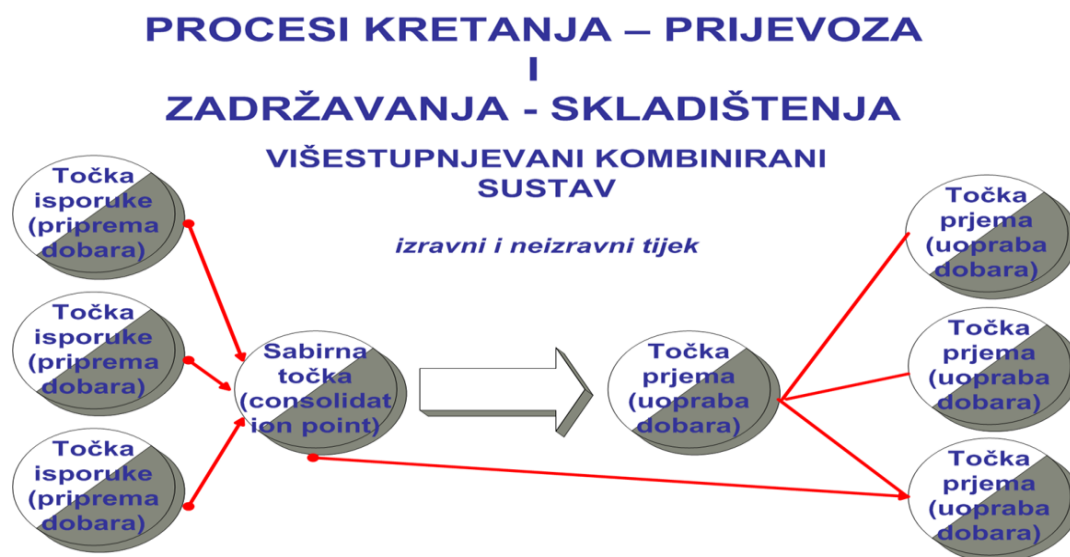 PROCESI KRETANJA – PRIJEVOZA
I
ZADRŽAVANJA - SKLADIŠTENJA
VIŠESTUPNJEVANI KOMBINIRANI
SUSTAV
izravni i neizravni tijek
Točka
isporuke
(priprema
dobara)
Točka
isporuke
(priprema
dobara)
Točka
isporuke
(priprema
dobara)
Sabirna
točka
(consolidat
ion point)
Točka
prjema
(uopraba
dobara)
Točka
prjema
(uopraba
dobara)
Točka
prjema
(uopraba
dobara)
Točka
prjema
(uopraba
dobara)